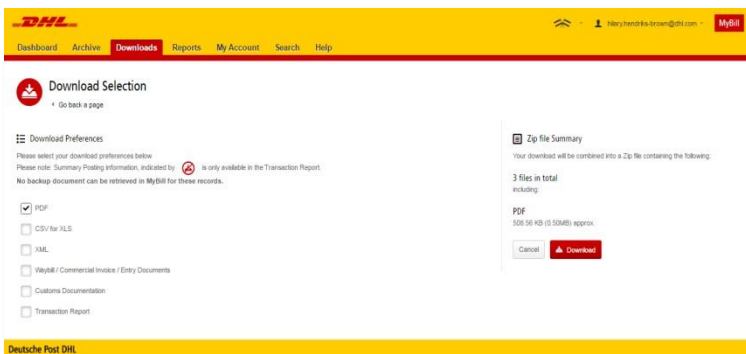 DHL
hilary.hendriks-brown@dhl.com
MyBill
Dashboard Archive Downloads Reports My Account Search Help
Download Selection
Go back a page
Download Preferences
Please select your download preferences below
Please note: Summary Posting information, indicated by is only available in the Transaction Report.
No backup document can be retrieved in MyBill for these records.
PDF
CSV for XLS
XML
Waybill / Commercial Invoice / Entry Documents
Customs Documentation
Transaction Report
Zip file Summary
Your download will be combined into a Zip file containing the following:
3 files in total
including:
PDF
508.56 KB (0.50MB) approx.
Cancel Download
Deutsche Post DHL